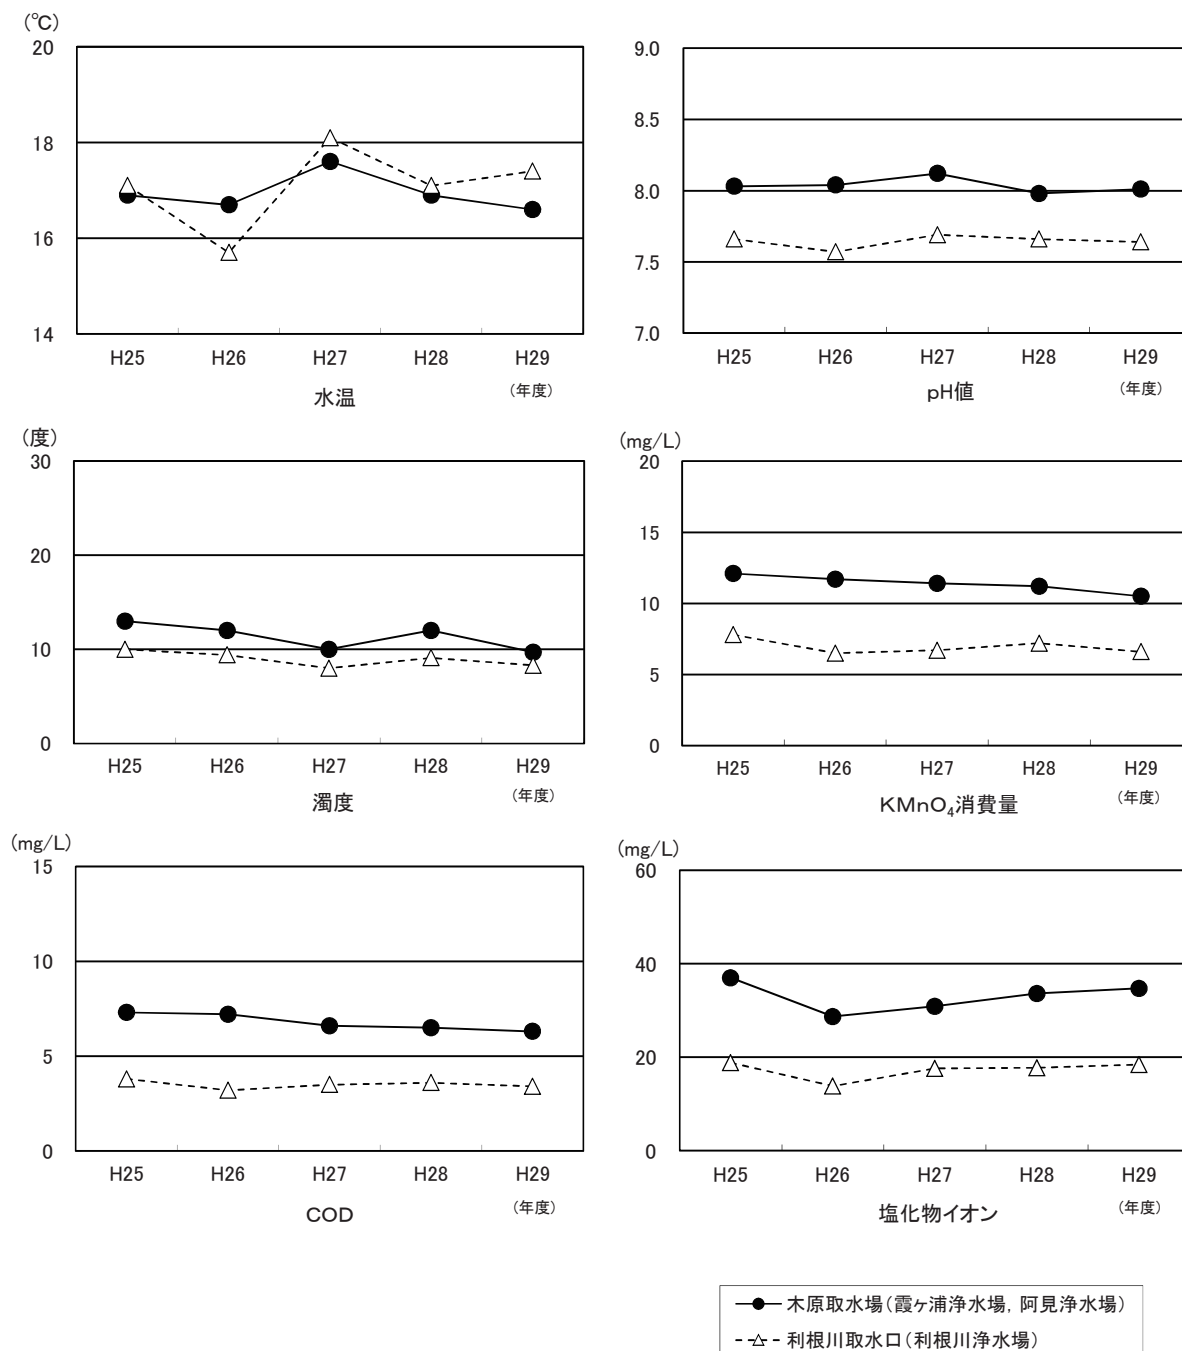 (℃)
20
18
16
14
H25 H26 H27 H28 H29
(年度)
水温
9.0
8.5
8.0
7.5
7.0
H25 H26 H27 H28 H29
(年度)
pH値
(度)
30
20
10
0
H25 H26 H27 H28 H29
(年度)
濁度
(mg/L)
20
15
10
5
0
H25 H26 H27 H28 H29
(年度)
KMnO₄消費量
(mg/L)
15
10
5
0
H25 H26 H27 H28 H29
(年度)
COD
(mg/L)
60
40
20
0
H25 H26 H27 H28 H29
(年度)
塩化物イオン
木原取水場(霞ヶ浦浄水場, 阿見浄水場)
利根川取水口(利根川浄水場)